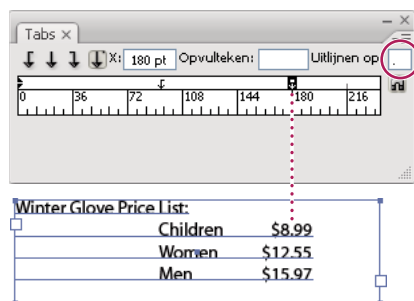 Tabs ×
X: 180 pt Opvulteken: Uitlijnen op .
0 36 72 108 144 180 216
Winter Glove Price List:
Children $8.99
Women $12.55
Men $15.97